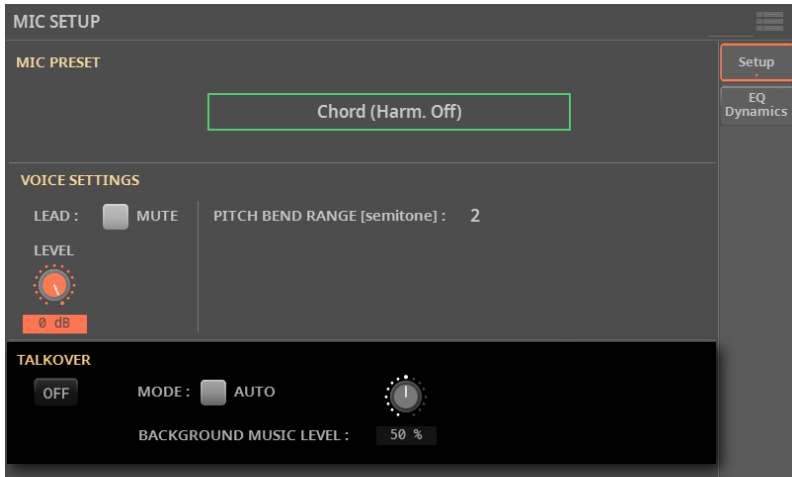 MIC SETUP
MIC PRESET
Setup
Chord (Harm. Off)
EQ
Dynamics
VOICE SETTINGS
LEAD : MUTE PITCH BEND RANGE [semitone] : 2
LEVEL
0 dB
TALKOVER
OFF MODE : AUTO
BACKGROUND MUSIC LEVEL : 50 %